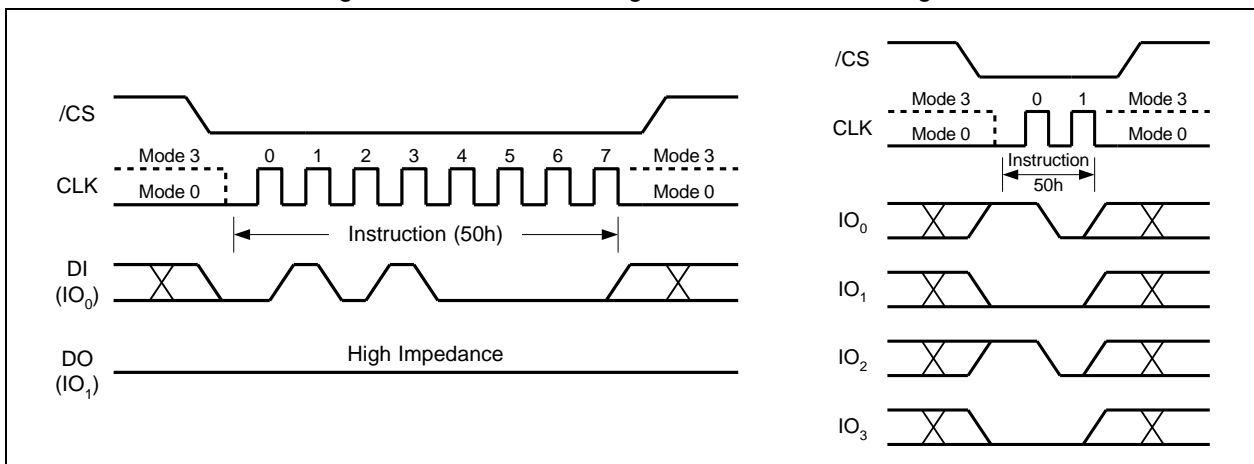 /CS
Mode 3 0 1 2 3 4 5 6 7 Mode 3
CLK
Mode 0 Mode 0
Instruction (50h)
DI
(IO0)
High Impedance
DO
(IO1)
/CS
Mode 3 0 1 Mode 3
CLK
Mode 0 Mode 0
Instruction
50h
IO0
IO1
IO2
IO3